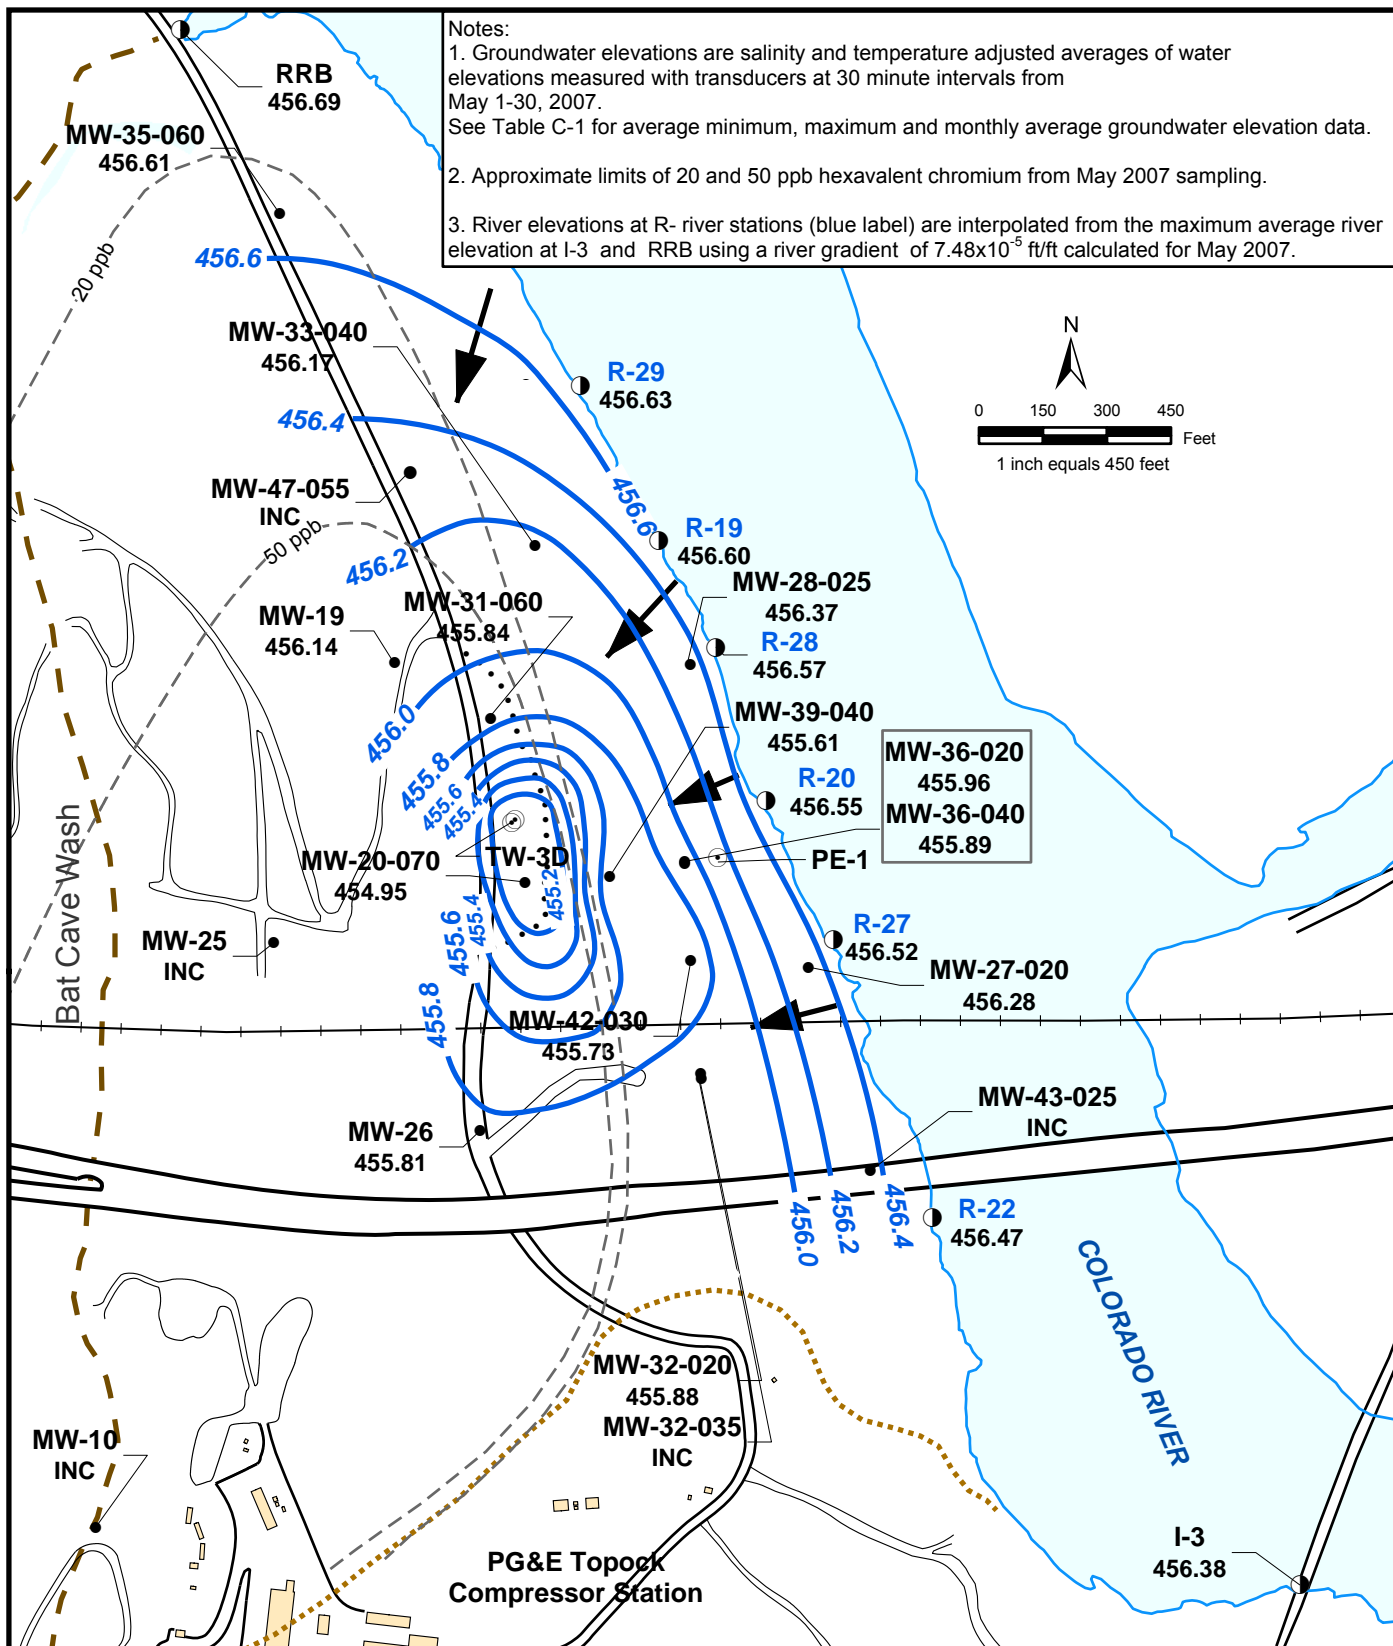 Notes:
1. Groundwater elevations are salinity and temperature adjusted averages of water
elevations measured with transducers at 30 minute intervals from
May 1-30, 2007.
See Table C-1 for average minimum, maximum and monthly average groundwater elevation data.
2. Approximate limits of 20 and 50 ppb hexavalent chromium from May 2007 sampling.
3. River elevations at R- river stations (blue label) are interpolated from the maximum average river
elevation at I-3 and RRB using a river gradient of 7.48x10⁻⁵ ft/ft calculated for May 2007.
RRB
456.69
MW-35-060
456.61
20 ppb
456.6
MW-33-040
456.17
R-29
456.63
N
0 150 300 450
Feet
1 inch equals 450 feet
456.4
MW-47-055
INC
50 ppb
456.6
R-19
456.60
456.2
MW-28-025
456.37
MW-31-060
455.84
MW-19
456.14
R-28
456.57
456.0
MW-39-040
455.61
455.8
455.6
455.4
R-20
456.55
MW-36-020
455.96
MW-36-040
455.89
PE-1
MW-20-070
454.95
TW-3D
455.2
Bat Cave Wash
MW-25
INC
455.6
455.4
R-27
456.52
MW-27-020
456.28
455.8
MW-42-030
455.73
MW-26
455.81
MW-43-025
INC
456.0
456.2
456.4
R-22
456.47
COLORADO RIVER
MW-32-020
455.88
MW-32-035
INC
MW-10
INC
I-3
456.38
PG&E Topock
Compressor Station